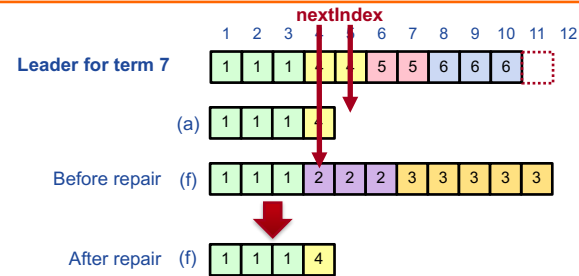 nextIndex
1 2 3 4 5 6 7 8 9 10 11 12
Leader for term 7 1 1 1 4 4 5 5 6 6 6
(a) 1 1 1 4
Before repair (f) 1 1 1 2 2 2 3 3 3 3 3
After repair (f) 1 1 1 4